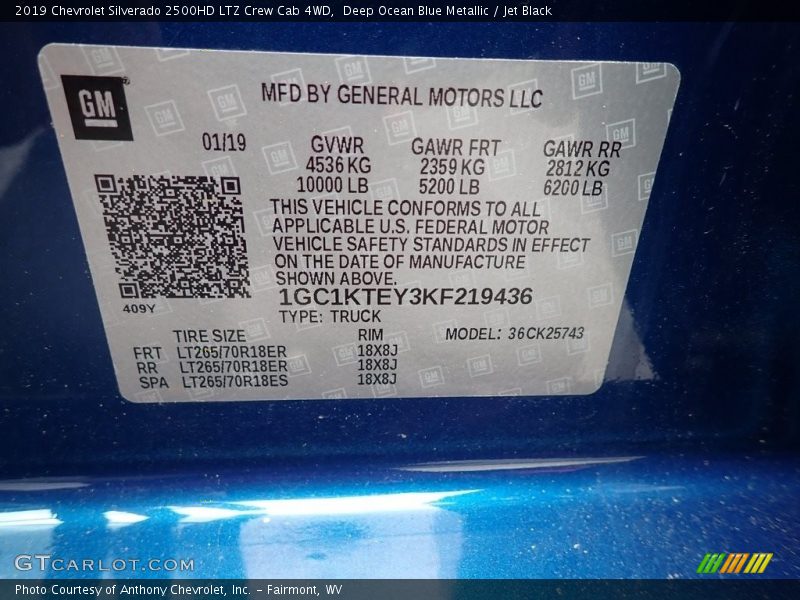 2019 Chevrolet Silverado 2500HD LTZ Crew Cab 4WD, Deep Ocean Blue Metallic / Jet Black
GM
MFD BY GENERAL MOTORS LLC
01/19 GVWR GAWR FRT GAWR RR
4536 KG 2359 KG 2812 KG
10000 LB 5200 LB 6200 LB
THIS VEHICLE CONFORMS TO ALL
APPLICABLE U.S. FEDERAL MOTOR
VEHICLE SAFETY STANDARDS IN EFFECT
ON THE DATE OF MANUFACTURE
SHOWN ABOVE.
409Y
1GC1KTEY3KF219436
TYPE: TRUCK
TIRE SIZE RIM MODEL: 36CK25743
FRT LT265/70R18ER 18X8J
RR LT265/70R18ER 18X8J
SPA LT265/70R18ES 18X8J
GTCARLOT.COM
Photo Courtesy of Anthony Chevrolet, Inc. - Fairmont, WV